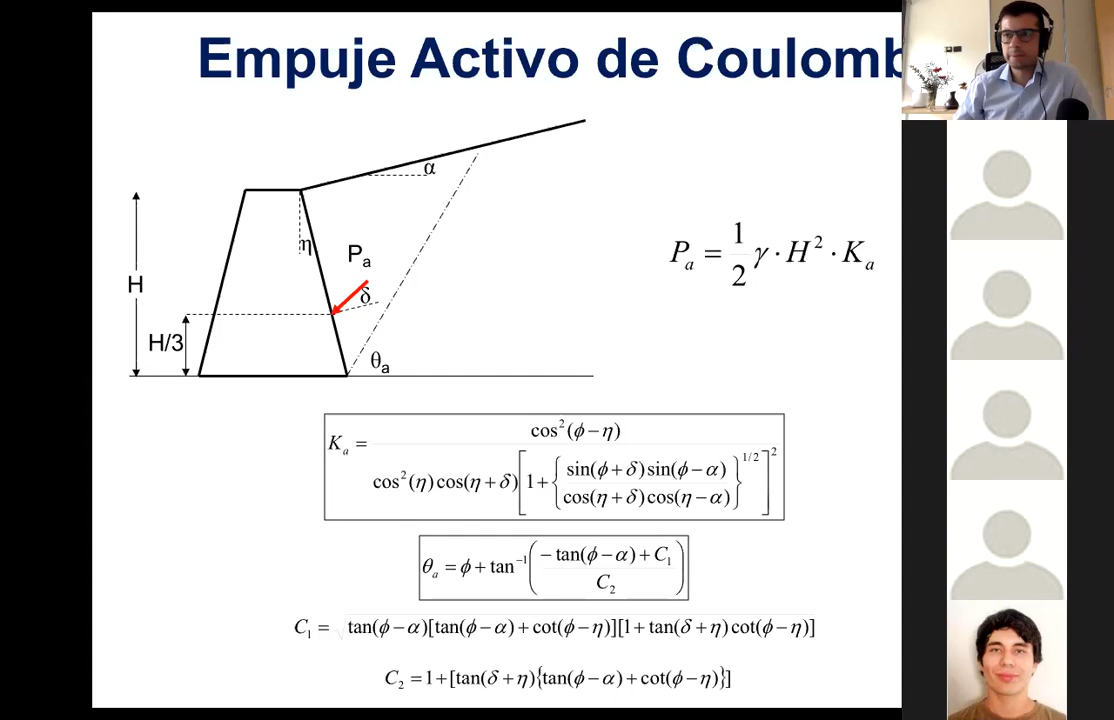 Empuje Activo de Coulomb
α
η
P_a
δ
H
H/3
θ_a
P_a = 1/2 γ · H² · K_a
K_a = cos²(ϕ−η) / cos²(η)cos(η+δ)[1+{sin(ϕ+δ)sin(ϕ−α) / cos(η+δ)cos(η−α)}^1/2]²
θ_a = ϕ + tan⁻¹(−tan(ϕ−α)+C₁ / C₂)
C₁ = √tan(ϕ−α)[tan(ϕ−α)+cot(ϕ−η)][1+tan(δ+η)cot(ϕ−η)]
C₂ = 1+[tan(δ+η){tan(ϕ−α)+cot(ϕ−η)}]